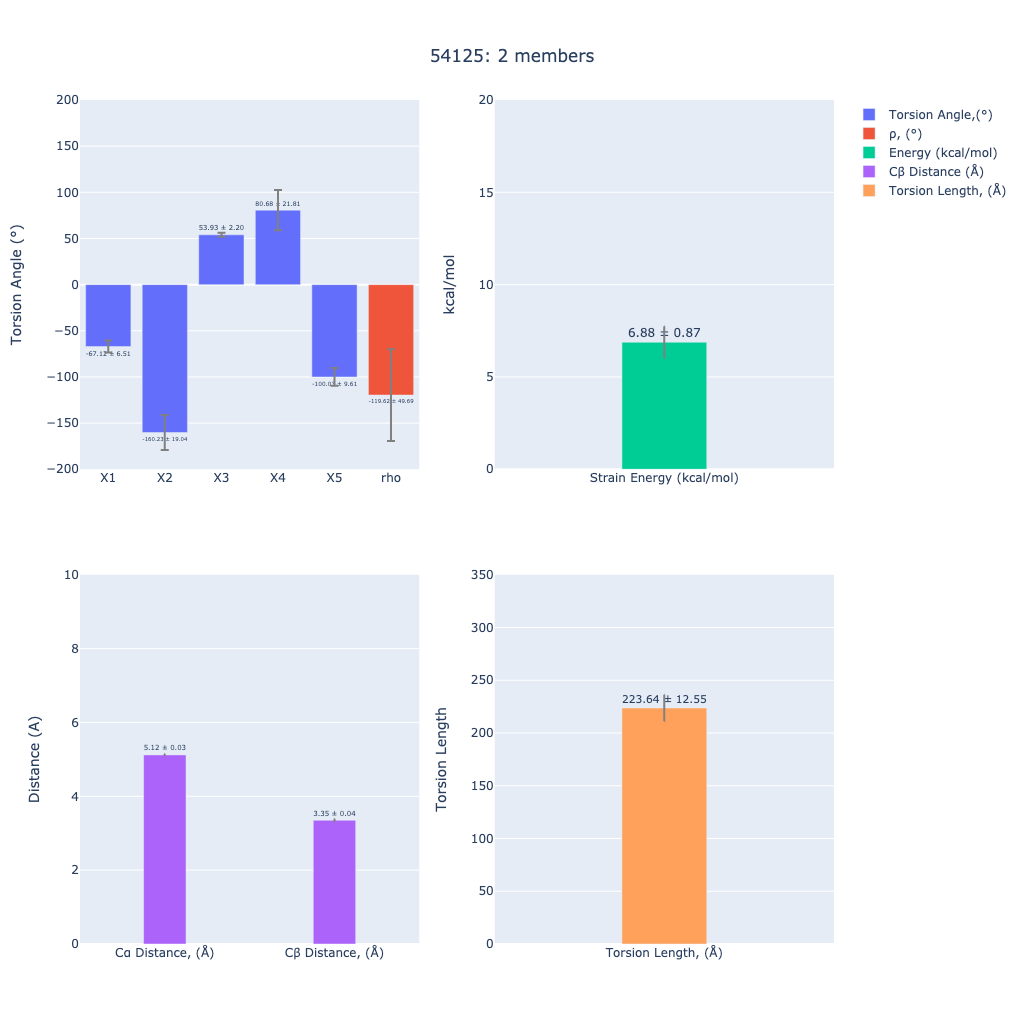 54125: 2 members
Torsion Angle (°)
200
150
100
50
0
−50
−100
−150
−200
53.93 ± 2.20
80.68 ± 21.81
-67.12 ± 6.51
-160.23 ± 19.04
± 9.61
-119.62 ± 49.69
X1 X2 X3 X4 X5 rho
kcal/mol
20
15
10
5
0
6.88 ± 0.87
Strain Energy (kcal/mol)
Torsion Angle,(°)
ρ, (°)
Energy (kcal/mol)
Cβ Distance (Å)
Torsion Length, (Å)
Distance (A)
10
8
6
4
2
0
5.12 ± 0.03
3.35 ± 0.04
Cα Distance, (Å) Cβ Distance, (Å)
Torsion Length
350
300
250
200
150
100
50
0
223.64 ± 12.55
Torsion Length, (Å)